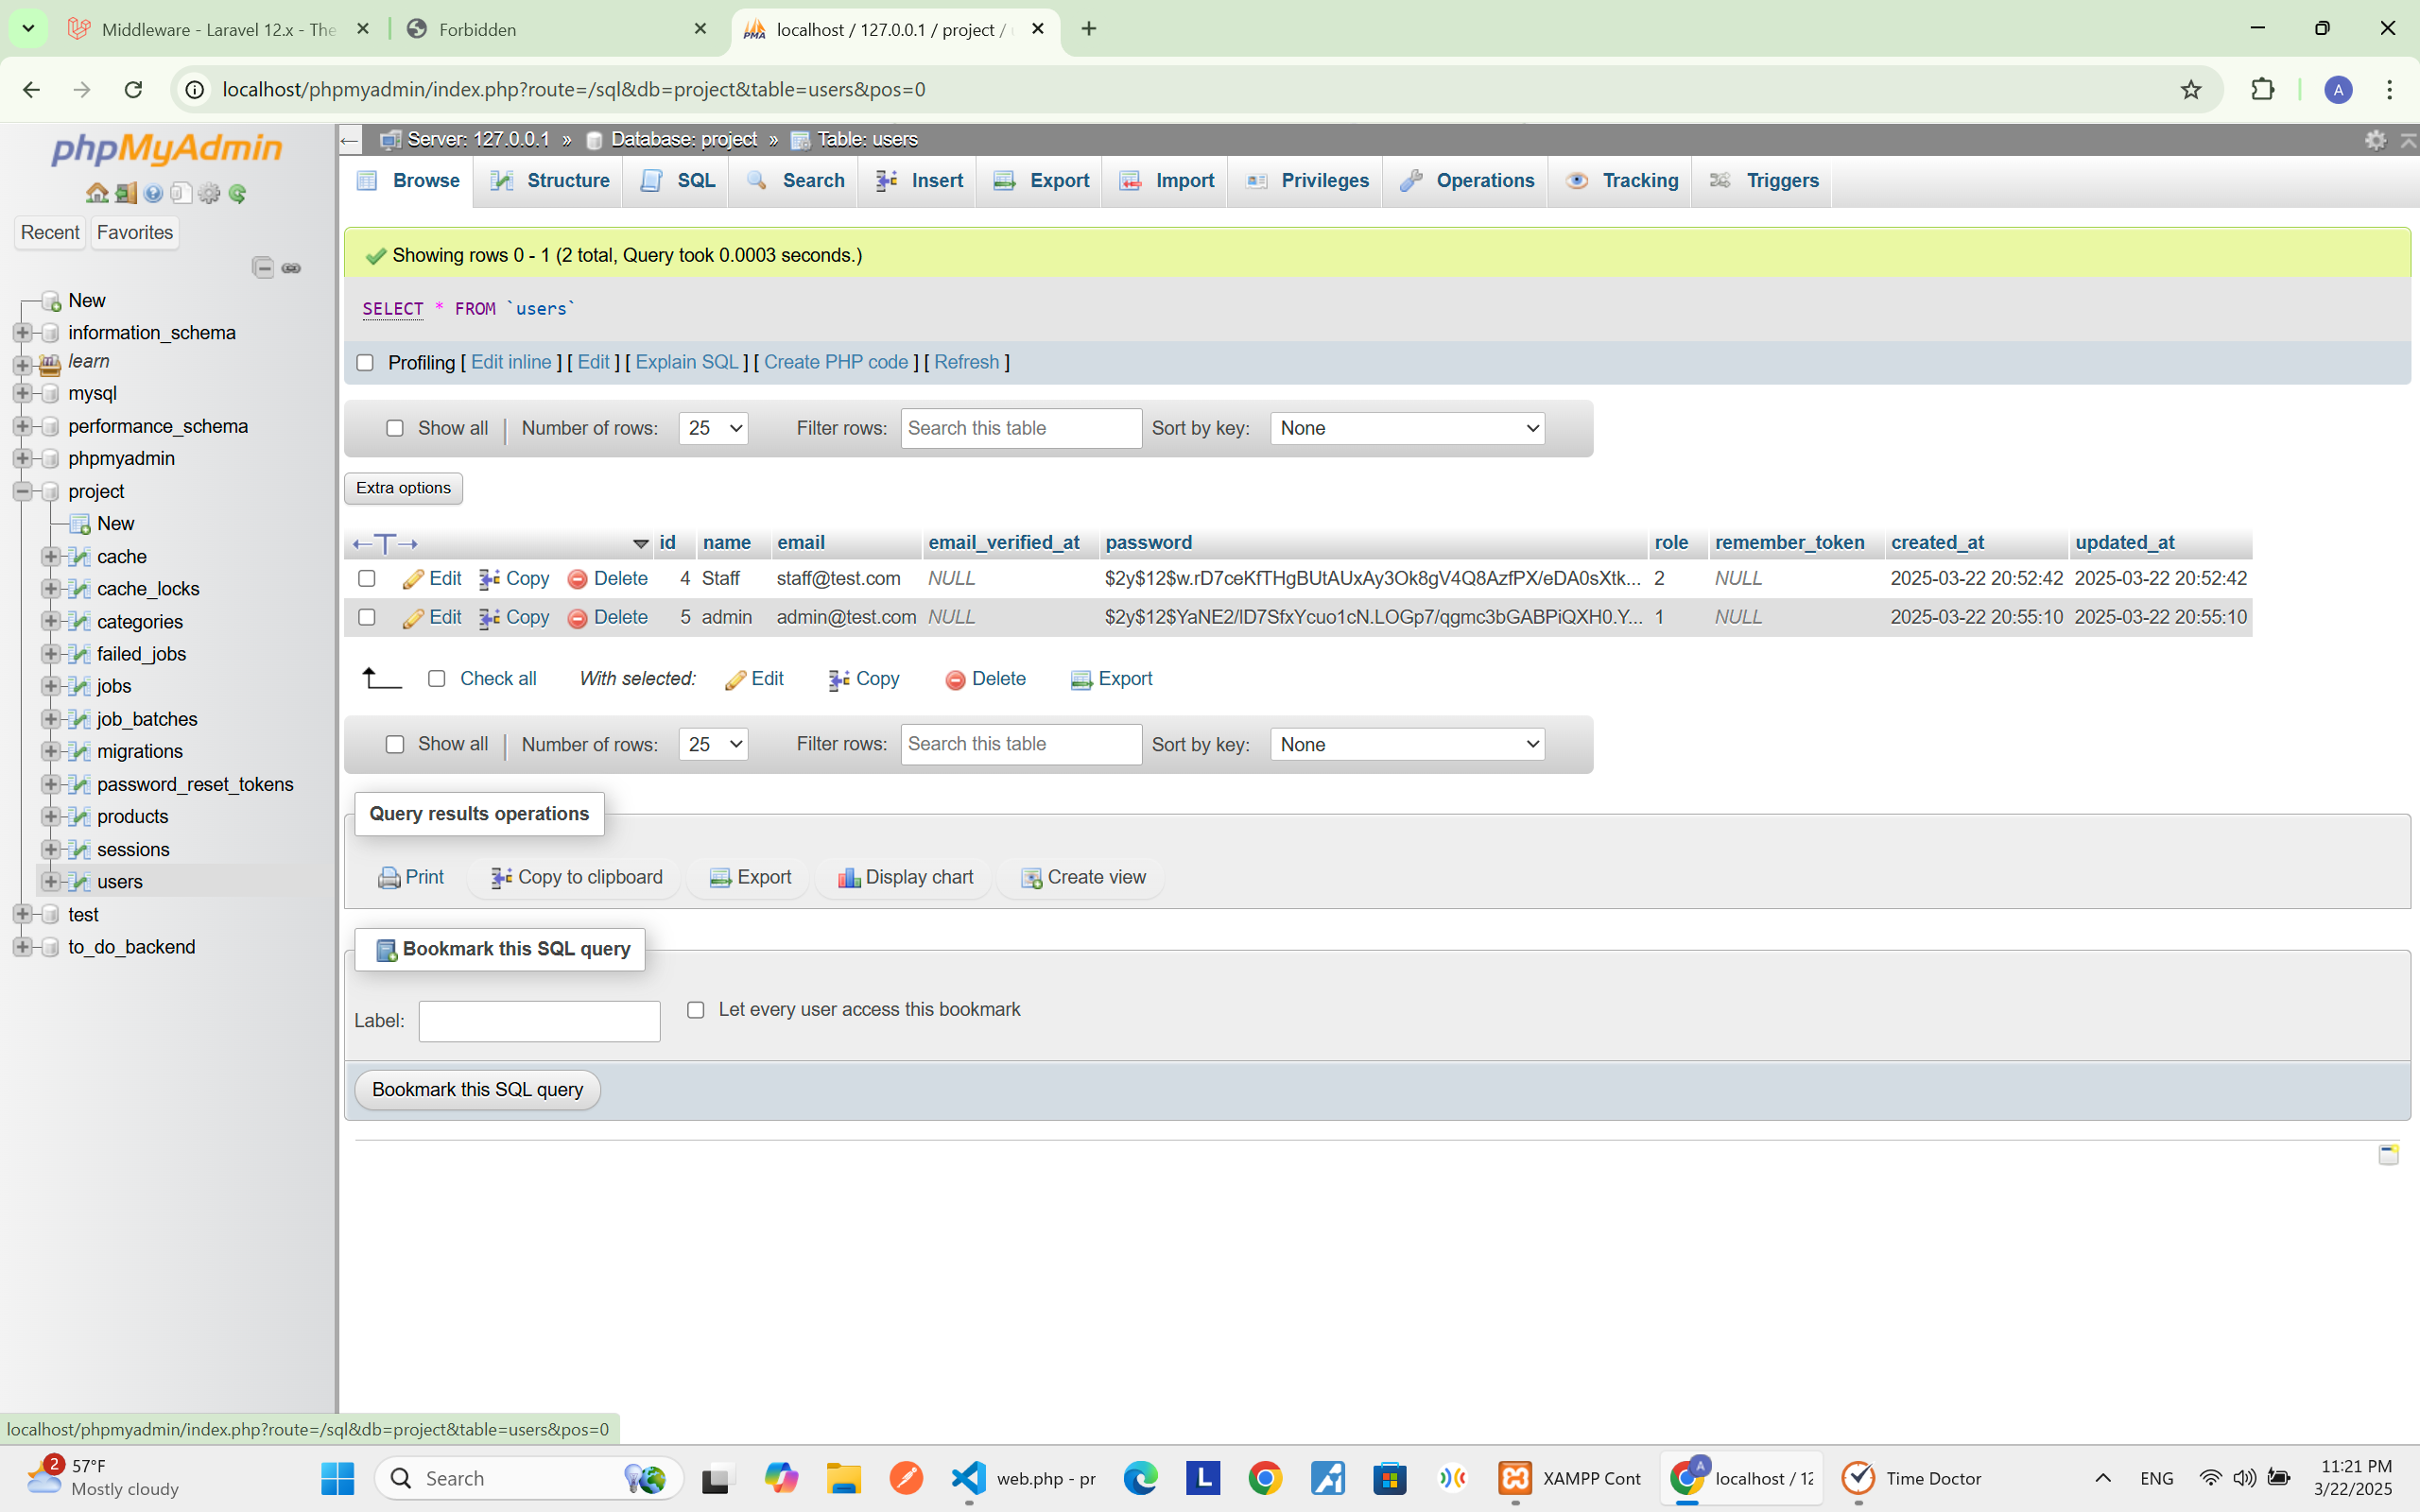 Middleware - Laravel 12.x - The
Forbidden
localhost / 127.0.0.1 / project /
localhost/phpmyadmin/index.php?route=/sql&db=project&table=users&pos=0
A
phpMyAdmin
Recent
Favorites
New
information_schema
learn
mysql
performance_schema
phpmyadmin
project
New
cache
cache_locks
categories
failed_jobs
jobs
job_batches
migrations
password_reset_tokens
products
sessions
users
test
to_do_backend
Server: 127.0.0.1 » Database: project » Table: users
Browse Structure SQL Search Insert Export Import Privileges Operations Tracking Triggers
Showing rows 0 - 1 (2 total, Query took 0.0003 seconds.)
SELECT * FROM `users`
Profiling [ Edit inline ] [ Edit ] [ Explain SQL ] [ Create PHP code ] [ Refresh ]
Show all | Number of rows: 25 Filter rows: Search this table Sort by key: None
Extra options
id name email email_verified_at password role remember_token created_at updated_at
Edit Copy Delete 4 Staff staff@test.com NULL $2y$12$w.rD7ceKfTHgBUtAUxAy3Ok8gV4Q8AzfPX/eDA0sXtk... 2 NULL 2025-03-22 20:52:42 2025-03-22 20:52:42
Edit Copy Delete 5 admin admin@test.com NULL $2y$12$YaNE2/lD7SfxYcuo1cN.LOGp7/qgmc3bGABPiQXH0.Y... 1 NULL 2025-03-22 20:55:10 2025-03-22 20:55:10
Check all With selected: Edit Copy Delete Export
Show all | Number of rows: 25 Filter rows: Search this table Sort by key: None
Query results operations
Print Copy to clipboard Export Display chart Create view
Bookmark this SQL query
Label: Let every user access this bookmark
Bookmark this SQL query
localhost/phpmyadmin/index.php?route=/sql&db=project&table=users&pos=0
2
57°F
Mostly cloudy
Search
web.php - pr
XAMPP Cont
localhost / 12
Time Doctor
ENG
11:21 PM
3/22/2025